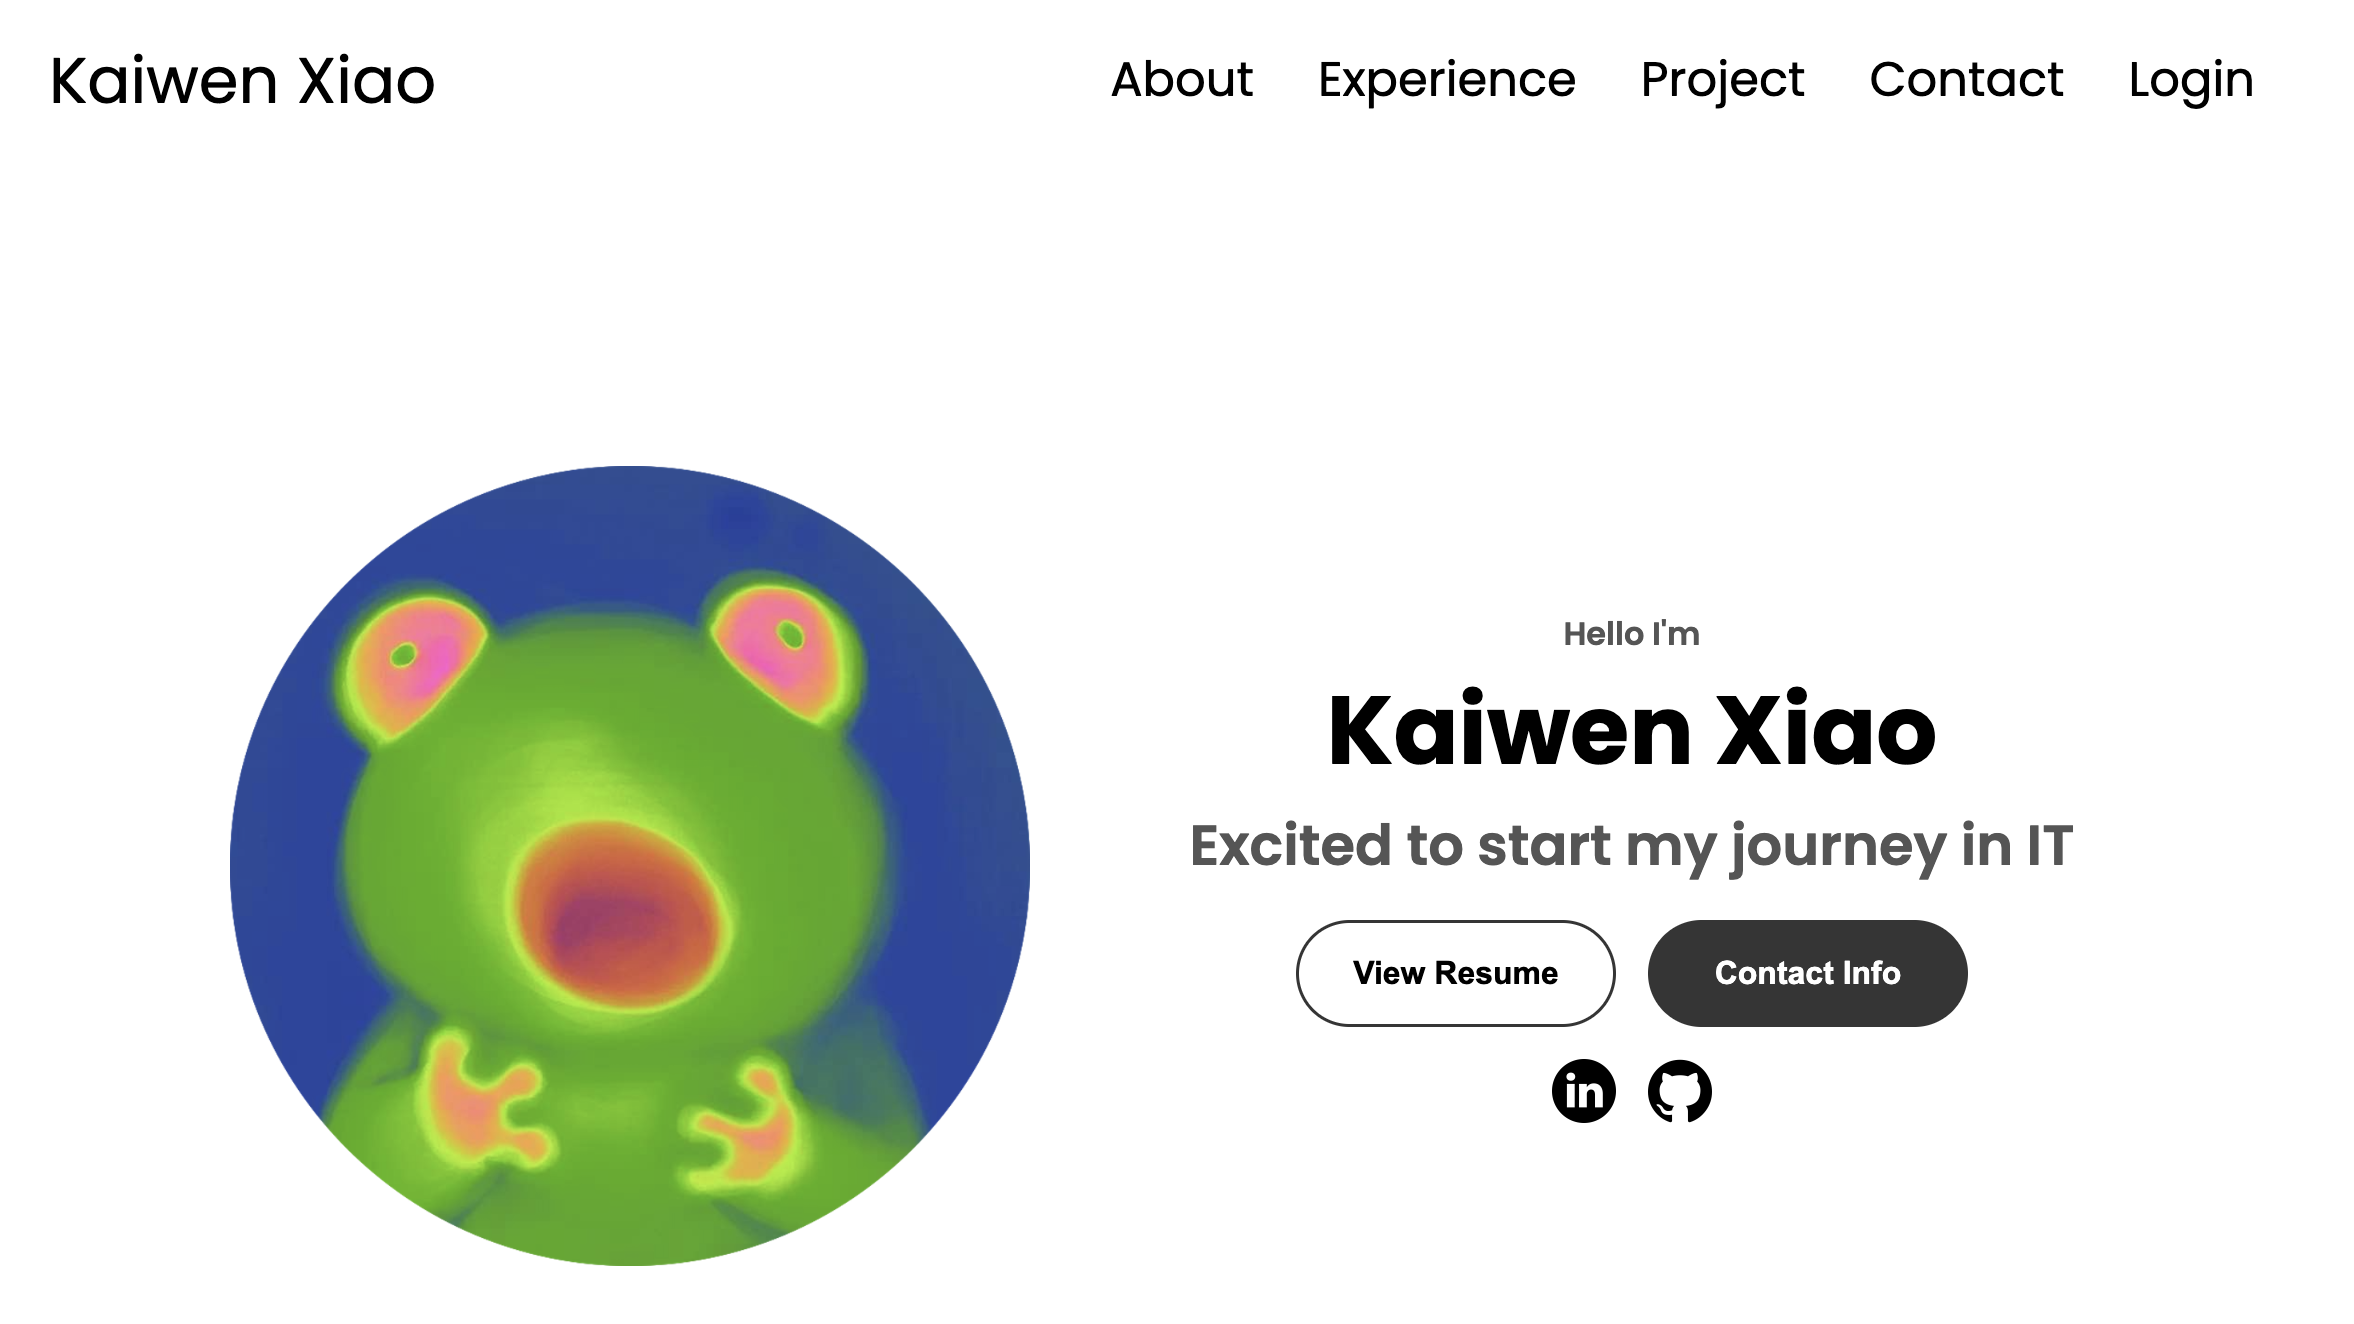 Kaiwen Xiao
About Experience Project Contact Login
Hello I'm
Kaiwen Xiao
Excited to start my journey in IT
View Resume Contact Info
in